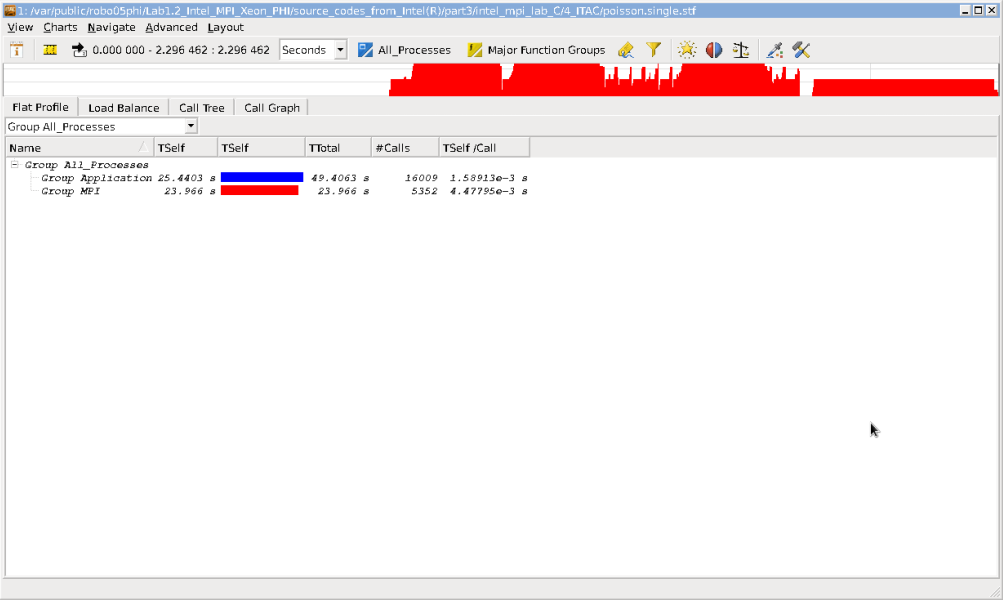 1: /var/public/robo05phi/Lab1.2_Intel_MPI_Xeon_PHI/source_codes_from_Intel(R)/part3/intel_mpi_lab_C/4_ITAC/poisson.single.stf
View Charts Navigate Advanced Layout
0.000 000 - 2.296 462 : 2.296 462 Seconds All_Processes Major Function Groups
Flat Profile Load Balance Call Tree Call Graph
Group All_Processes
Name TSelf TSelf TTotal #Calls TSelf /Call
Group All_Processes
Group Application 25.4403 s 49.4063 s 16009 1.58913e-3 s
Group MPI 23.966 s 23.966 s 5352 4.47795e-3 s